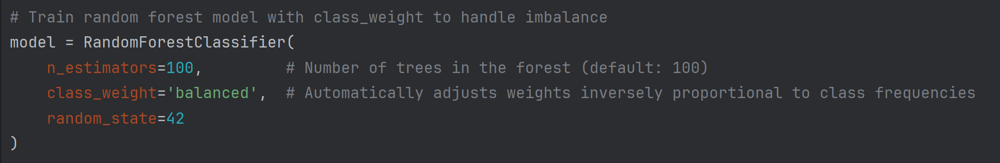 # Train random forest model with class_weight to handle imbalance
model = RandomForestClassifier(
    n_estimators=100,         # Number of trees in the forest (default: 100)
    class_weight='balanced',  # Automatically adjusts weights inversely proportional to class frequencies
    random_state=42
)